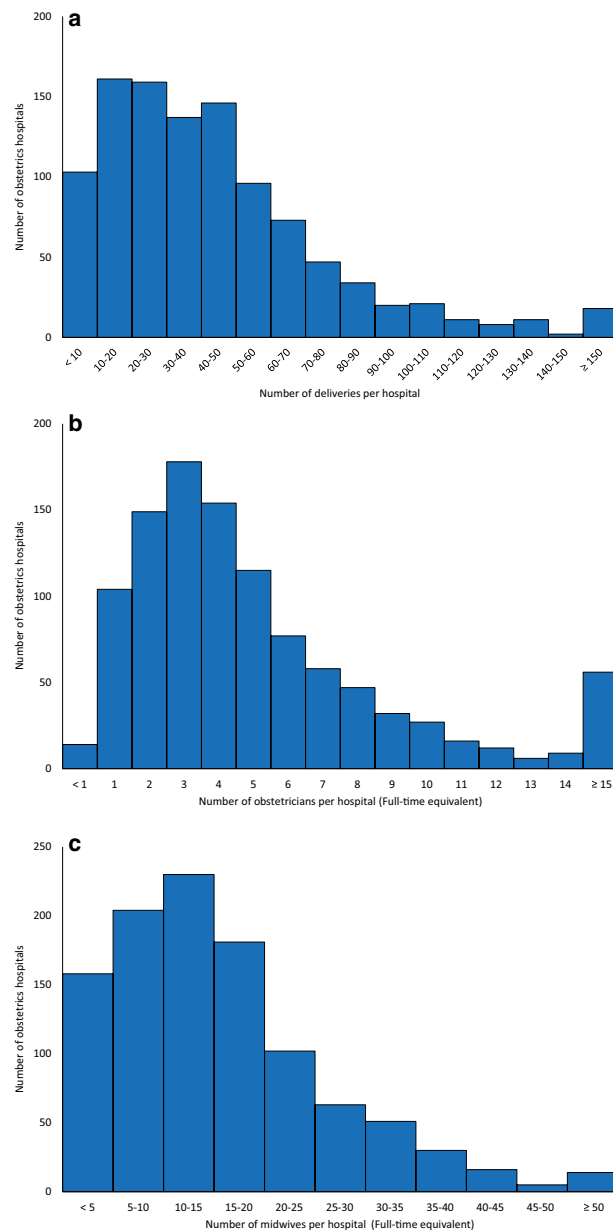 a
200
150
100
50
0
Number of obstetrics hospitals
< 10 10-20 20-30 30-40 40-50 50-60 60-70 70-80 80-90 90-100 100-110 110-120 120-130 130-140 140-150 ≥ 150
Number of deliveries per hospital
b
200
150
100
50
0
Number of obstetrics hospitals
< 1 1 2 3 4 5 6 7 8 9 10 11 12 13 14 ≥ 15
Number of obstetricians per hospital (Full-time equivalent)
c
250
200
150
100
50
0
Number of obstetrics hospitals
< 5 5-10 10-15 15-20 20-25 25-30 30-35 35-40 40-45 45-50 ≥ 50
Number of midwives per hospital (Full-time equivalent)